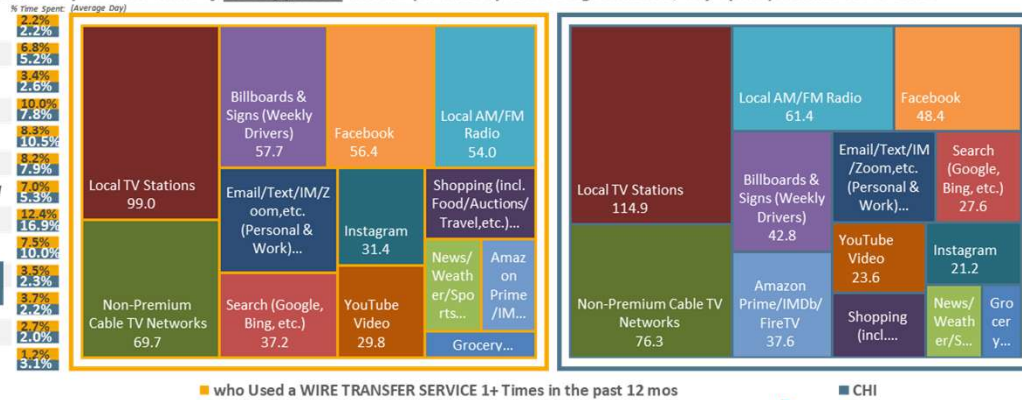 % Time Spent: (Average Day)
2.2%
2.2%
6.8%
5.2%
3.4%
2.6%
10.0%
7.8%
8.3%
10.5%
8.2%
7.9%
7.0%
5.3%
12.4%
16.9%
7.5%
10.0%
3.5%
2.3%
3.7%
2.2%
2.7%
2.0%
1.2%
3.1%
Local TV Stations
99.0
Non-Premium
Cable TV Networks
69.7
Billboards &
Signs (Weekly
Drivers)
57.7
Facebook
56.4
Local AM/FM
Radio
54.0
Email/Text/IM/Z
oom,etc.
(Personal &
Work)...
Instagram
31.4
Shopping (incl.
Food/Auctions/
Travel,etc.)...
Search (Google,
Bing, etc.)
37.2
YouTube
Video
29.8
News/
Weath
er/Spo
rts...
Amaz
on
Prime
/IM...
Grocery...
Local TV Stations
114.9
Non-Premium Cable TV
Networks
76.3
Local AM/FM Radio
61.4
Facebook
48.4
Billboards &
Signs (Weekly
Drivers)
42.8
Email/Text/IM
/Zoom,etc.
(Personal &
Work)...
Search
(Google,
Bing, etc.)
27.6
Amazon
Prime/IMDb/
FireTV
37.6
YouTube
Video
23.6
Instagram
21.2
Shopping
(incl....
News/
Weath
er/S...
Gro
cer
y...
who Used a WIRE TRANSFER SERVICE 1+ Times in the past 12 mos
CHI